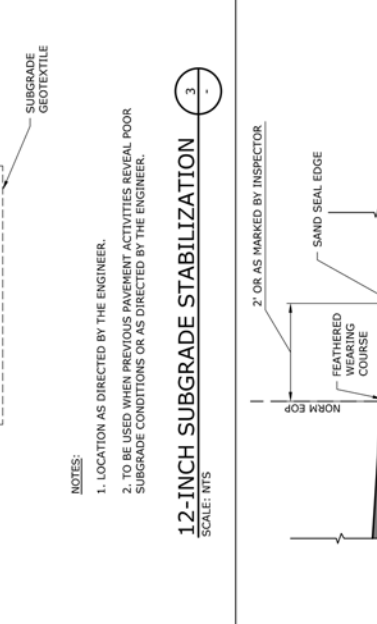 SUBGRADE
GEOTEXTILE
NOTES:
1. LOCATION AS DIRECTED BY THE ENGINEER.
2. TO BE USED WHEN PREVIOUS PAVEMENT ACTIVITIES REVEAL POOR
SUBGRADE CONDITIONS OR AS DIRECTED BY THE ENGINEER.
12-INCH SUBGRADE STABILIZATION
SCALE: NTS
3
-
2' OR AS MARKED BY INSPECTOR
SAND SEAL EDGE
FEATHERED
WEARING
COURSE
NORM EOP